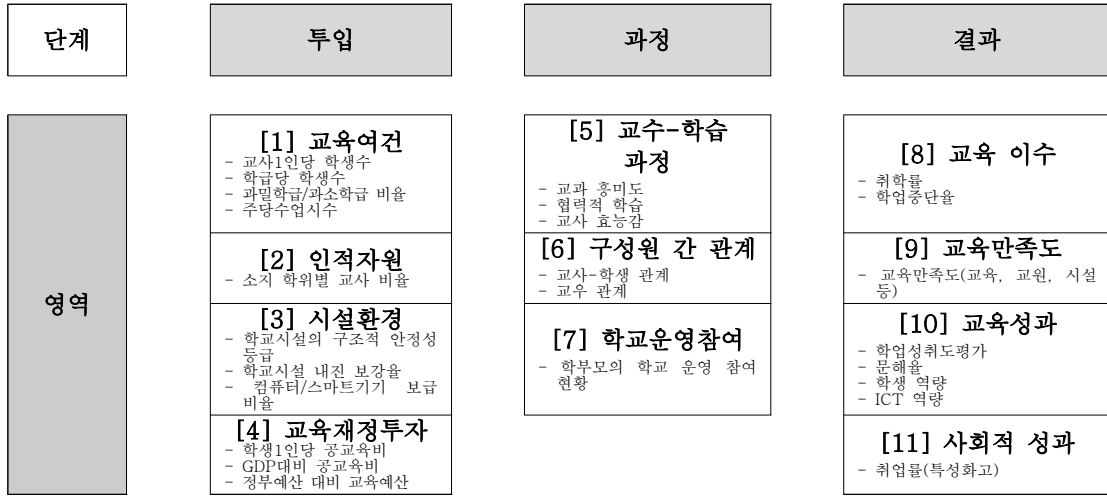 단계
투입
과정
결과
영역
[1] 교육여건
- 교사1인당 학생수
- 학급당 학생수
- 과밀학급/과소학급 비율
- 주당수업시수
[2] 인적자원
- 소지 학위별 교사 비율
[3] 시설환경
- 학교시설의 구조적 안정성
등급
- 학교시설 내진 보강율
- 컴퓨터/스마트기기 보급
비율
[4] 교육재정투자
- 학생1인당 공교육비
- GDP대비 공교육비
- 정부예산 대비 교육예산
[5] 교수-학습
과정
- 교과 흥미도
- 협력적 학습
- 교사 효능감
[6] 구성원 간 관계
- 교사-학생 관계
- 교우 관계
[7] 학교운영참여
- 학부모의 학교 운영 참여
현황
[8] 교육 이수
- 취학률
- 학업중단율
[9] 교육만족도
- 교육만족도(교육, 교원, 시설
등)
[10] 교육성과
- 학업성취도평가
- 문해율
- 학생 역량
- ICT 역량
[11] 사회적 성과
- 취업률(특성화고)